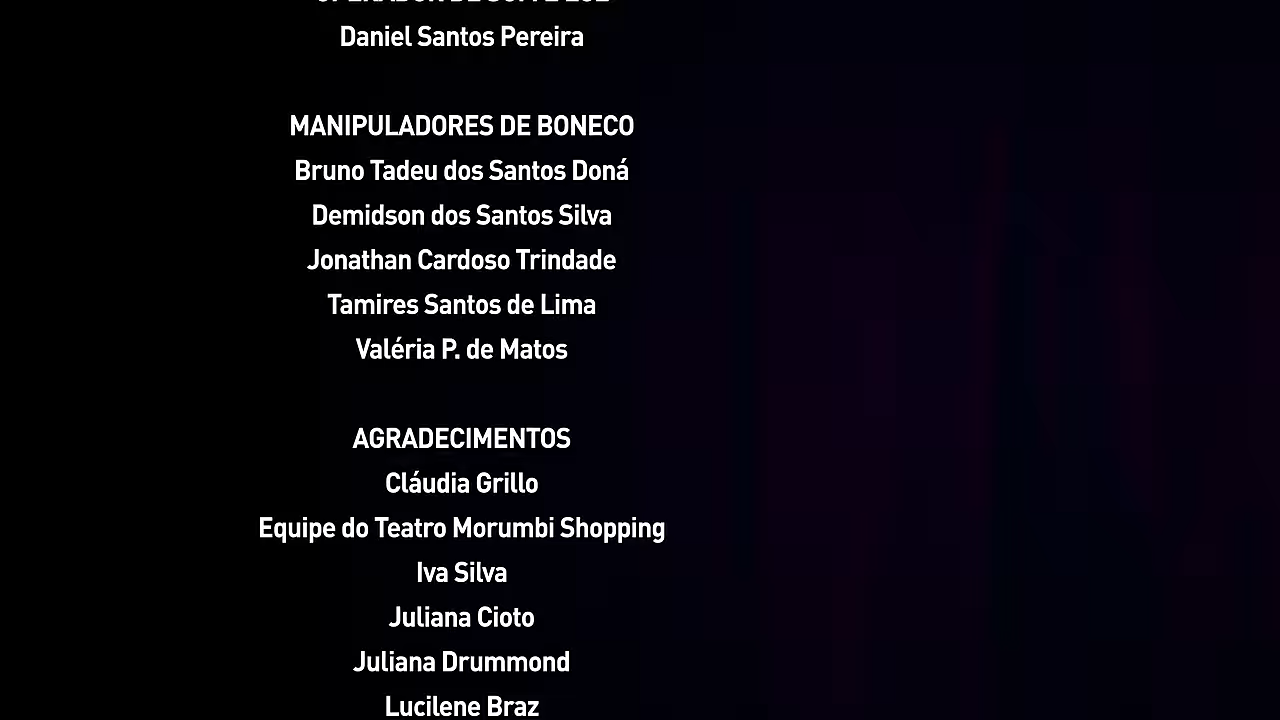 Daniel Santos Pereira
MANIPULADORES DE BONECO
Bruno Tadeu dos Santos Doná
Demidson dos Santos Silva
Jonathan Cardoso Trindade
Tamires Santos de Lima
Valéria P. de Matos
AGRADECIMENTOS
Cláudia Grillo
Equipe do Teatro Morumbi Shopping
Iva Silva
Juliana Cioto
Juliana Drummond
Lucilene Braz